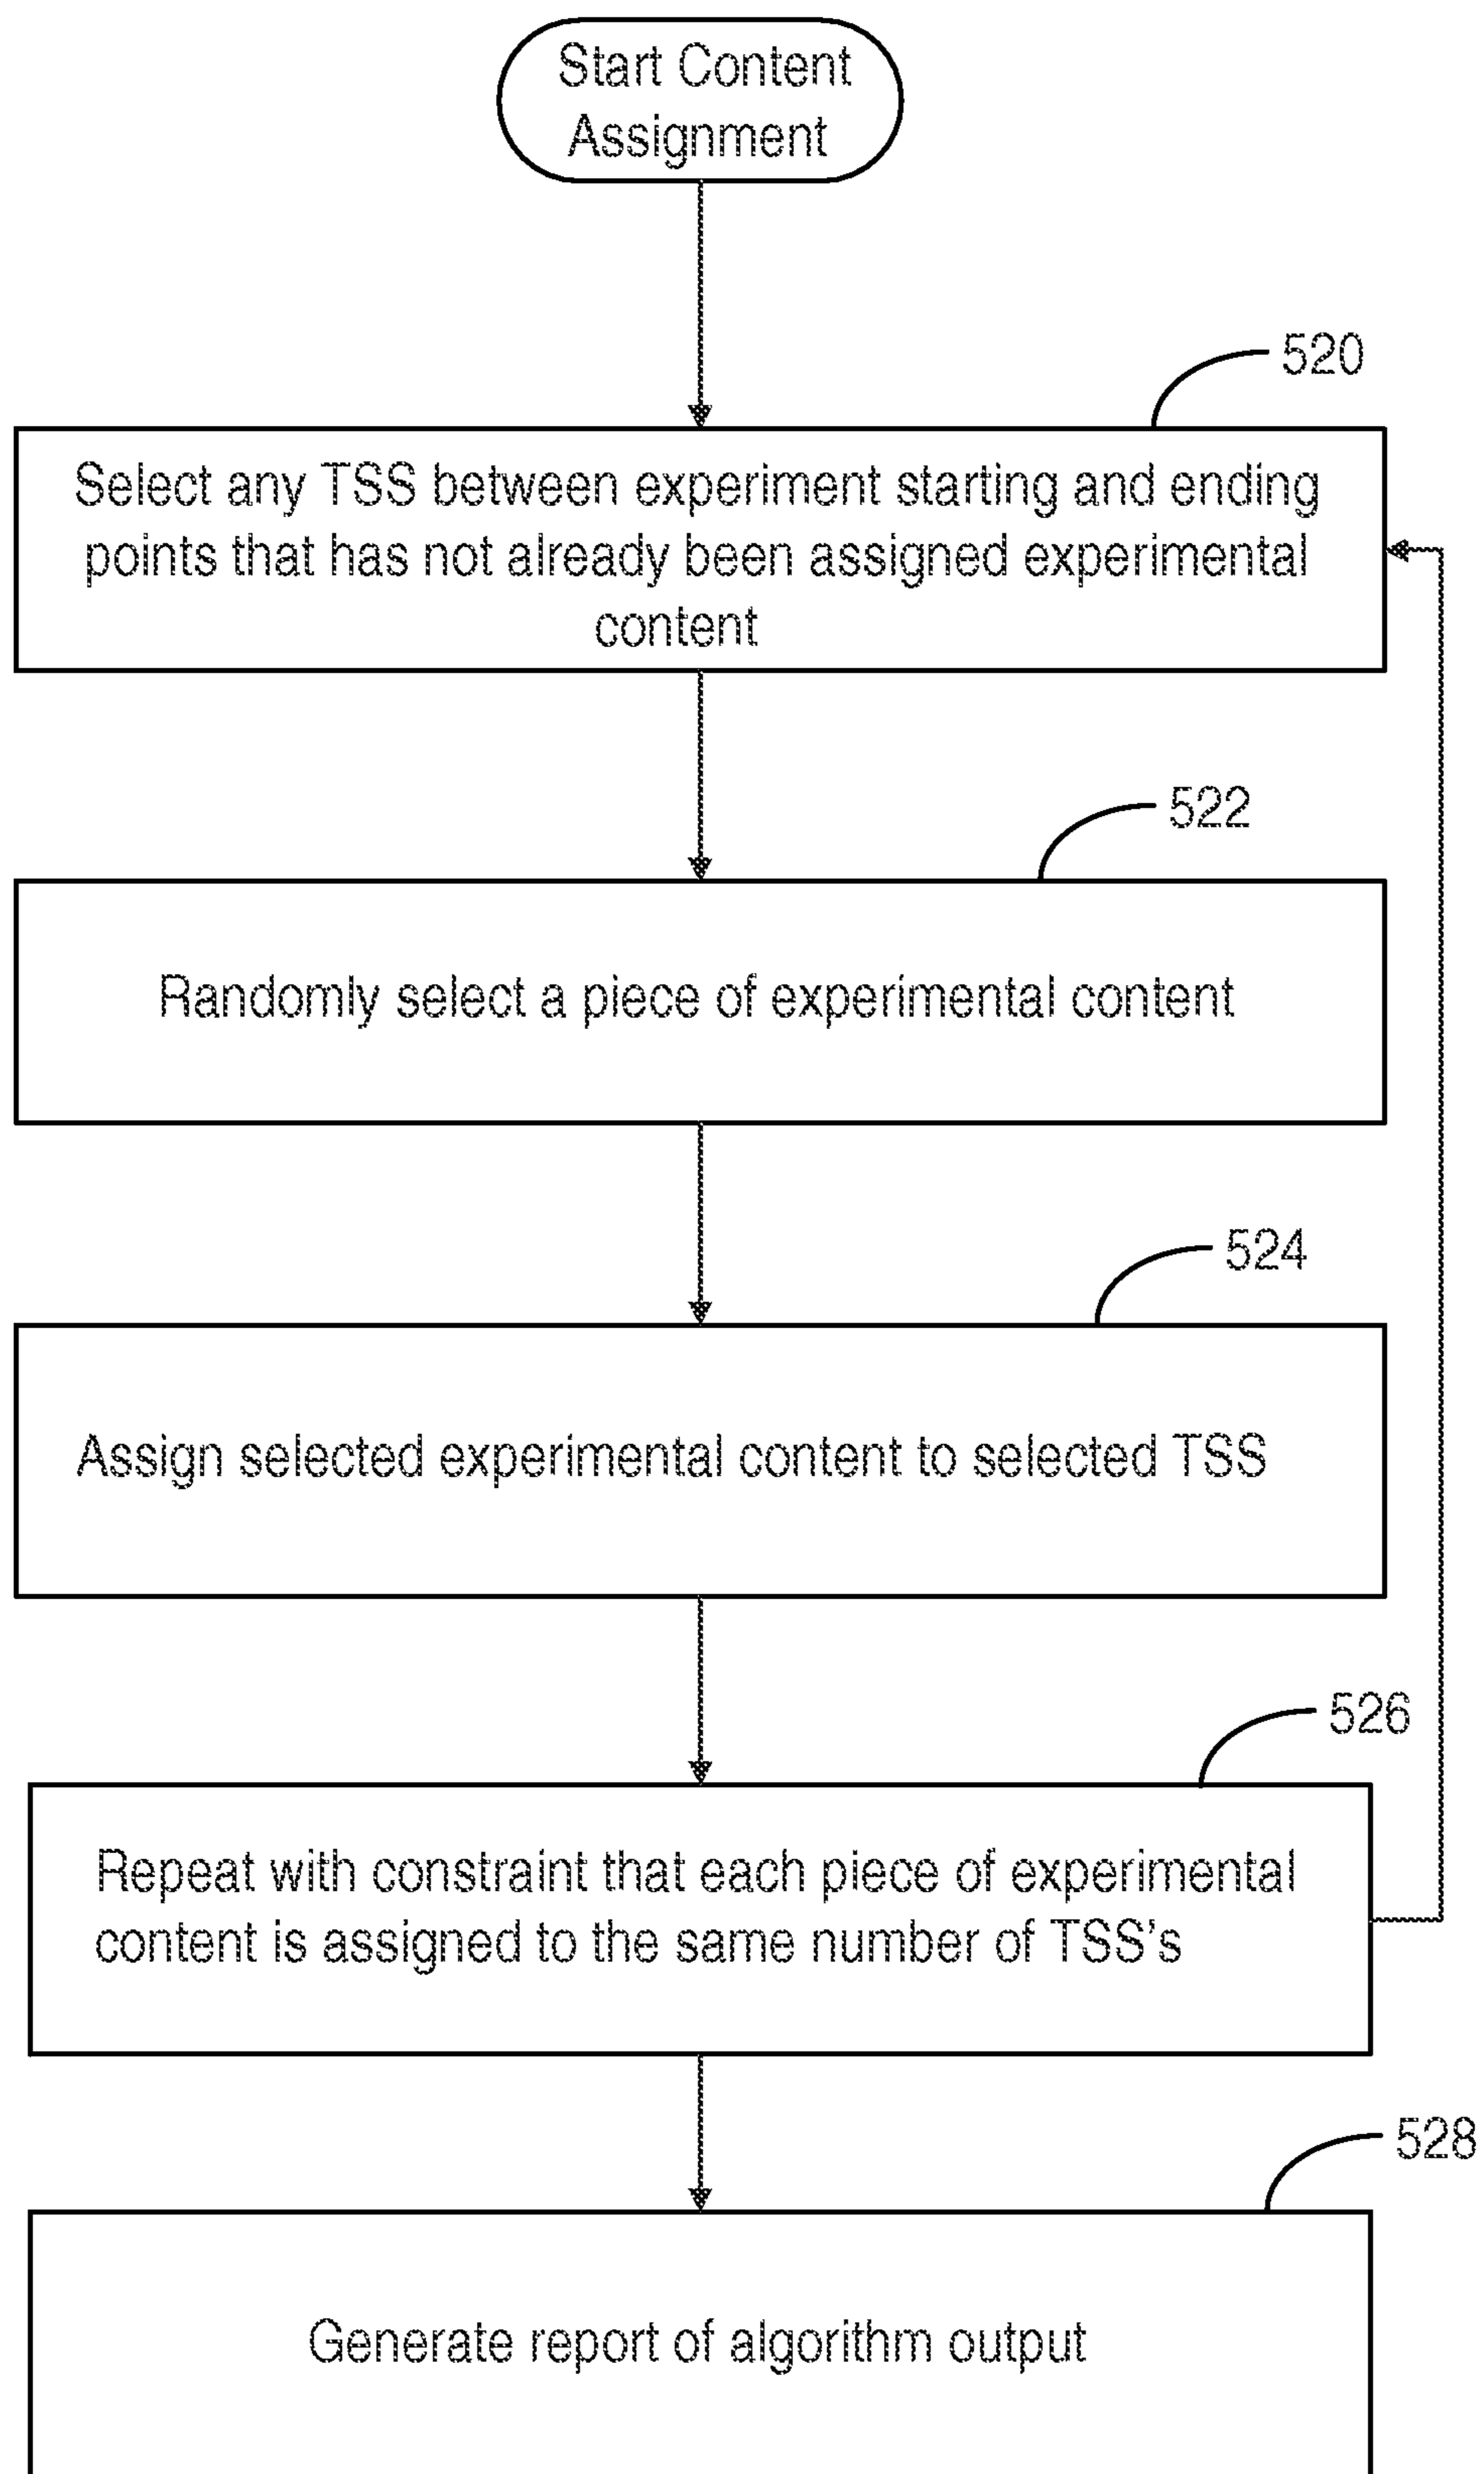 Start Content
Assignment
520
Select any TSS between experiment starting and ending
points that has not already been assigned experimental
content
522
Randomly select a piece of experimental content
524
Assign selected experimental content to selected TSS
526
Repeat with constraint that each piece of experimental
content is assigned to the same number of TSS's
528
Generate report of algorithm output